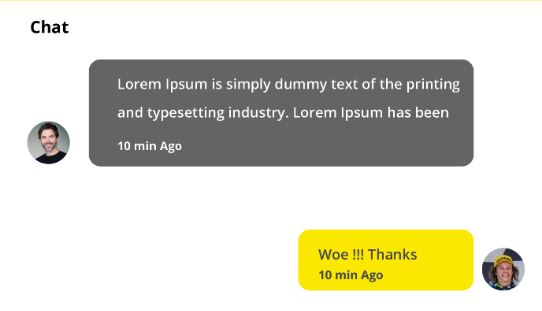 Chat
Lorem Ipsum is simply dummy text of the printing
and typesetting industry. Lorem Ipsum has been
10 min Ago
Woe !!! Thanks
10 min Ago